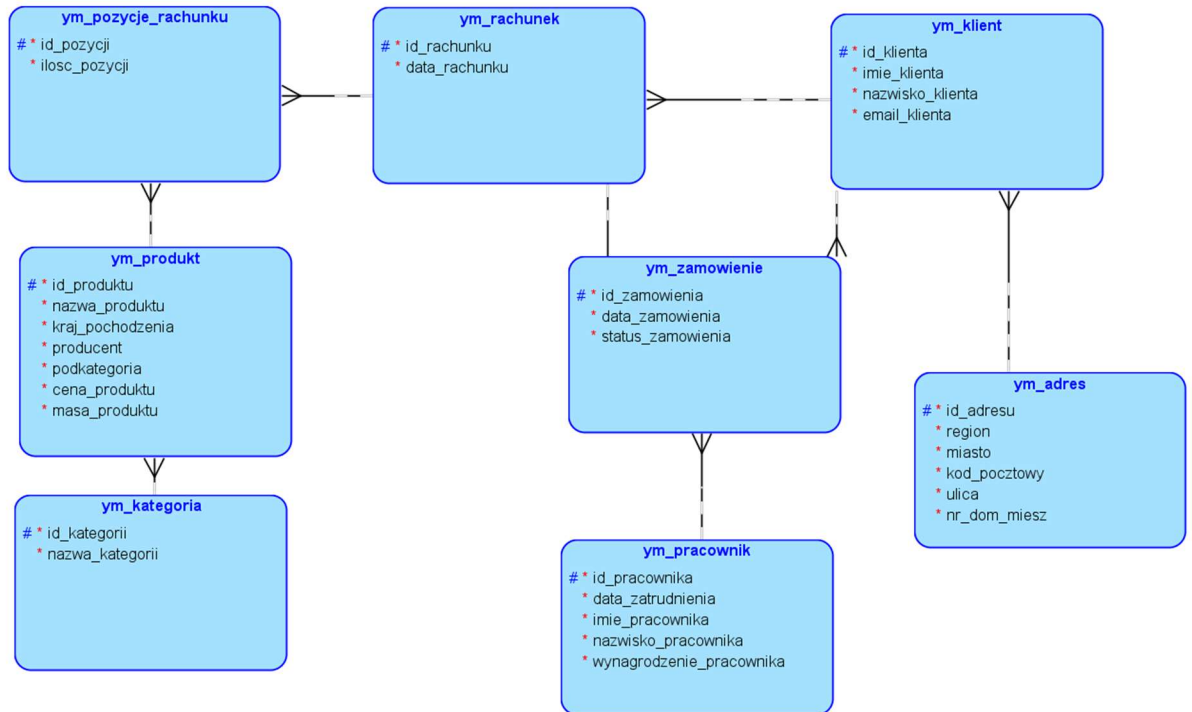 ym_pozycje_rachunku
# * id_pozycji
* ilosc_pozycji
ym_rachunek
# * id_rachunku
* data_rachunku
ym_klient
# * id_klienta
* imie_klienta
* nazwisko_klienta
* email_klienta
ym_produkt
# * id_produktu
* nazwa_produktu
* kraj_pochodzenia
* producent
* podkategoria
* cena_produktu
* masa_produktu
ym_zamowienie
# * id_zamowienia
* data_zamowienia
* status_zamowienia
ym_adres
# * id_adresu
* region
* miasto
* kod_pocztowy
* ulica
* nr_dom_miesz
ym_kategoria
# * id_kategorii
* nazwa_kategorii
ym_pracownik
# * id_pracownika
* data_zatrudnienia
* imie_pracownika
* nazwisko_pracownika
* wynagrodzenie_pracownika